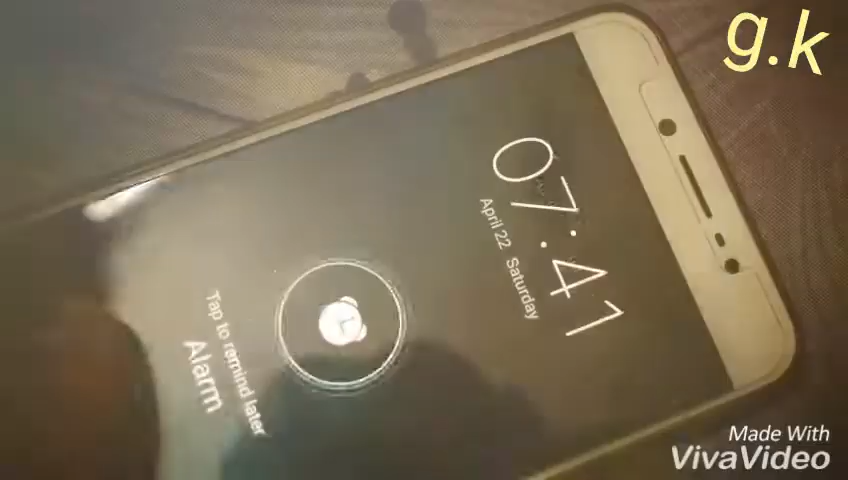 g.k
07:41
April 22 Saturday
Tap to remind later
Alarm
Made With
VivaVideo